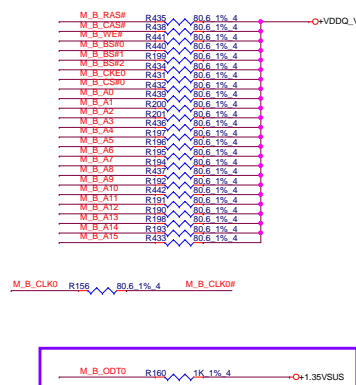 M_B_RAS# R435 80.6_1%_4 +VDDQ_V
M_B_CAS# R438 80.6_1%_4
M_B_WE# R441 80.6_1%_4
M_B_BS#0 R440 80.6_1%_4
M_B_BS#1 R199 80.6_1%_4
M_B_BS#2 R434 80.6_1%_4
M_B_CKE0 R431 80.6_1%_4
M_B_CS#0 R432 80.6_1%_4
M_B_A0 R439 80.6_1%_4
M_B_A1 R200 80.6_1%_4
M_B_A2 R201 80.6_1%_4
M_B_A3 R436 80.6_1%_4
M_B_A4 R197 80.6_1%_4
M_B_A5 R196 80.6_1%_4
M_B_A6 R195 80.6_1%_4
M_B_A7 R194 80.6_1%_4
M_B_A8 R437 80.6_1%_4
M_B_A9 R192 80.6_1%_4
M_B_A10 R442 80.6_1%_4
M_B_A11 R191 80.6_1%_4
M_B_A12 R190 80.6_1%_4
M_B_A13 R198 80.6_1%_4
M_B_A14 R193 80.6_1%_4
M_B_A15 R433 80.6_1%_4
M_B_CLK0 R156 80.6_1%_4 M_B_CLK0#
M_B_ODT0 R160 1K_1%_4 +1.35VSUS